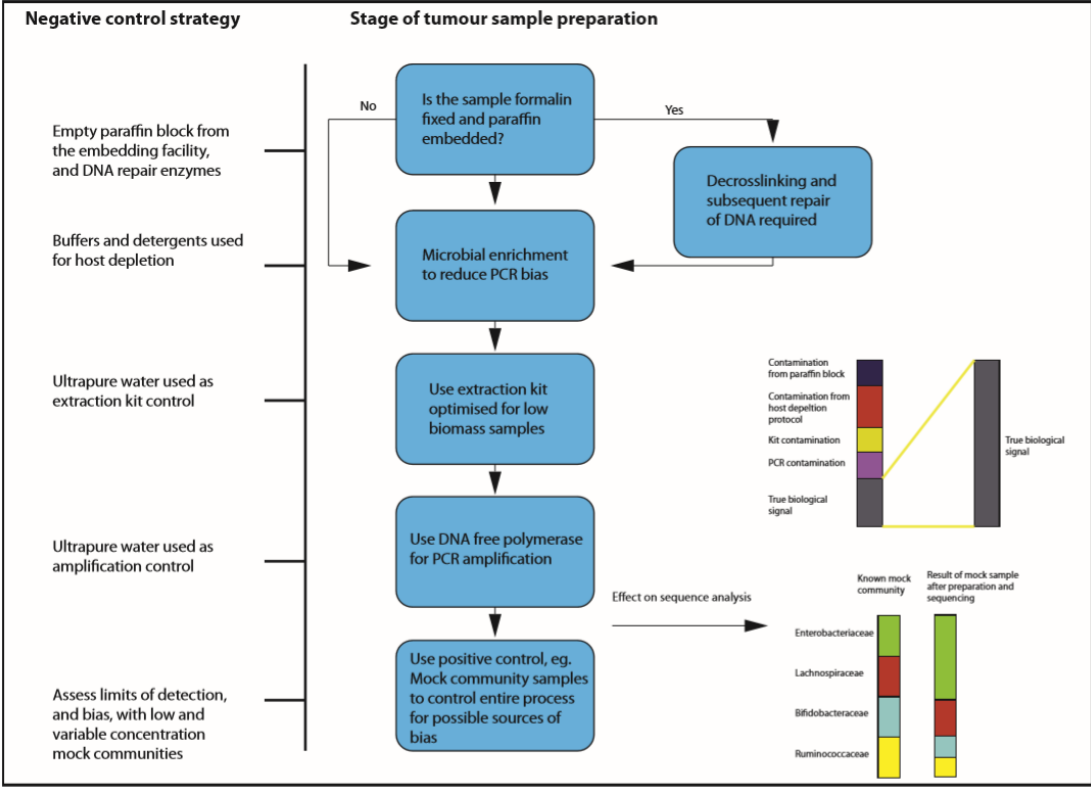 Negative control strategy
Stage of tumour sample preparation
Is the sample formalin
fixed and paraffin
embedded?
No
Yes
Empty paraffin block from
the embedding facility,
and DNA repair enzymes
Decrosslinking and
subsequent repair
of DNA required
Buffers and detergents used
for host depletion
Microbial enrichment
to reduce PCR bias
Ultrapure water used as
extraction kit control
Use extraction kit
optimised for low
biomass samples
Contamination
from paraffin block
Contamination from
host depeltion
protocol
Kit contamination
PCR contamination
True biological
signal
True biological
signal
Ultrapure water used as
amplification control
Use DNA free polymerase
for PCR amplification
Effect on sequence analysis
Known mock
community
Result of mock sample
after preparation and
sequencing
Enterobacteriaceae
Lachnospiraceae
Bifidobacteraceae
Ruminococcaceae
Assess limits of detection,
and bias, with low and
variable concentration
mock communities
Use positive control, eg.
Mock community samples
to control entire process
for possible sources of
bias